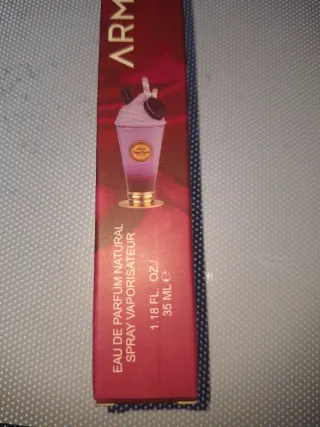 ARM
EAU DE PARFUM NATURAL
SPRAY VAPORISATEUR
1.18 FL. OZ./
35 ML ℮